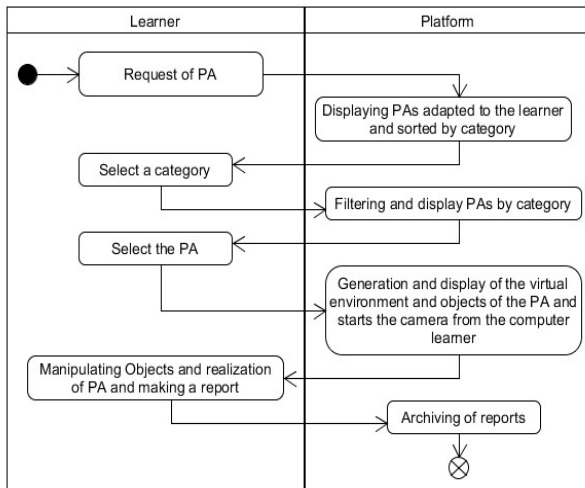 Learner
Platform
Request of PA
Displaying PAs adapted to the learner
and sorted by category
Select a category
Filtering and display PAs by category
Select the PA
Generation and display of the virtual
environment and objects of the PA and
starts the camera from the computer
learner
Manipulating Objects and realization
of PA and making a report
Archiving of reports